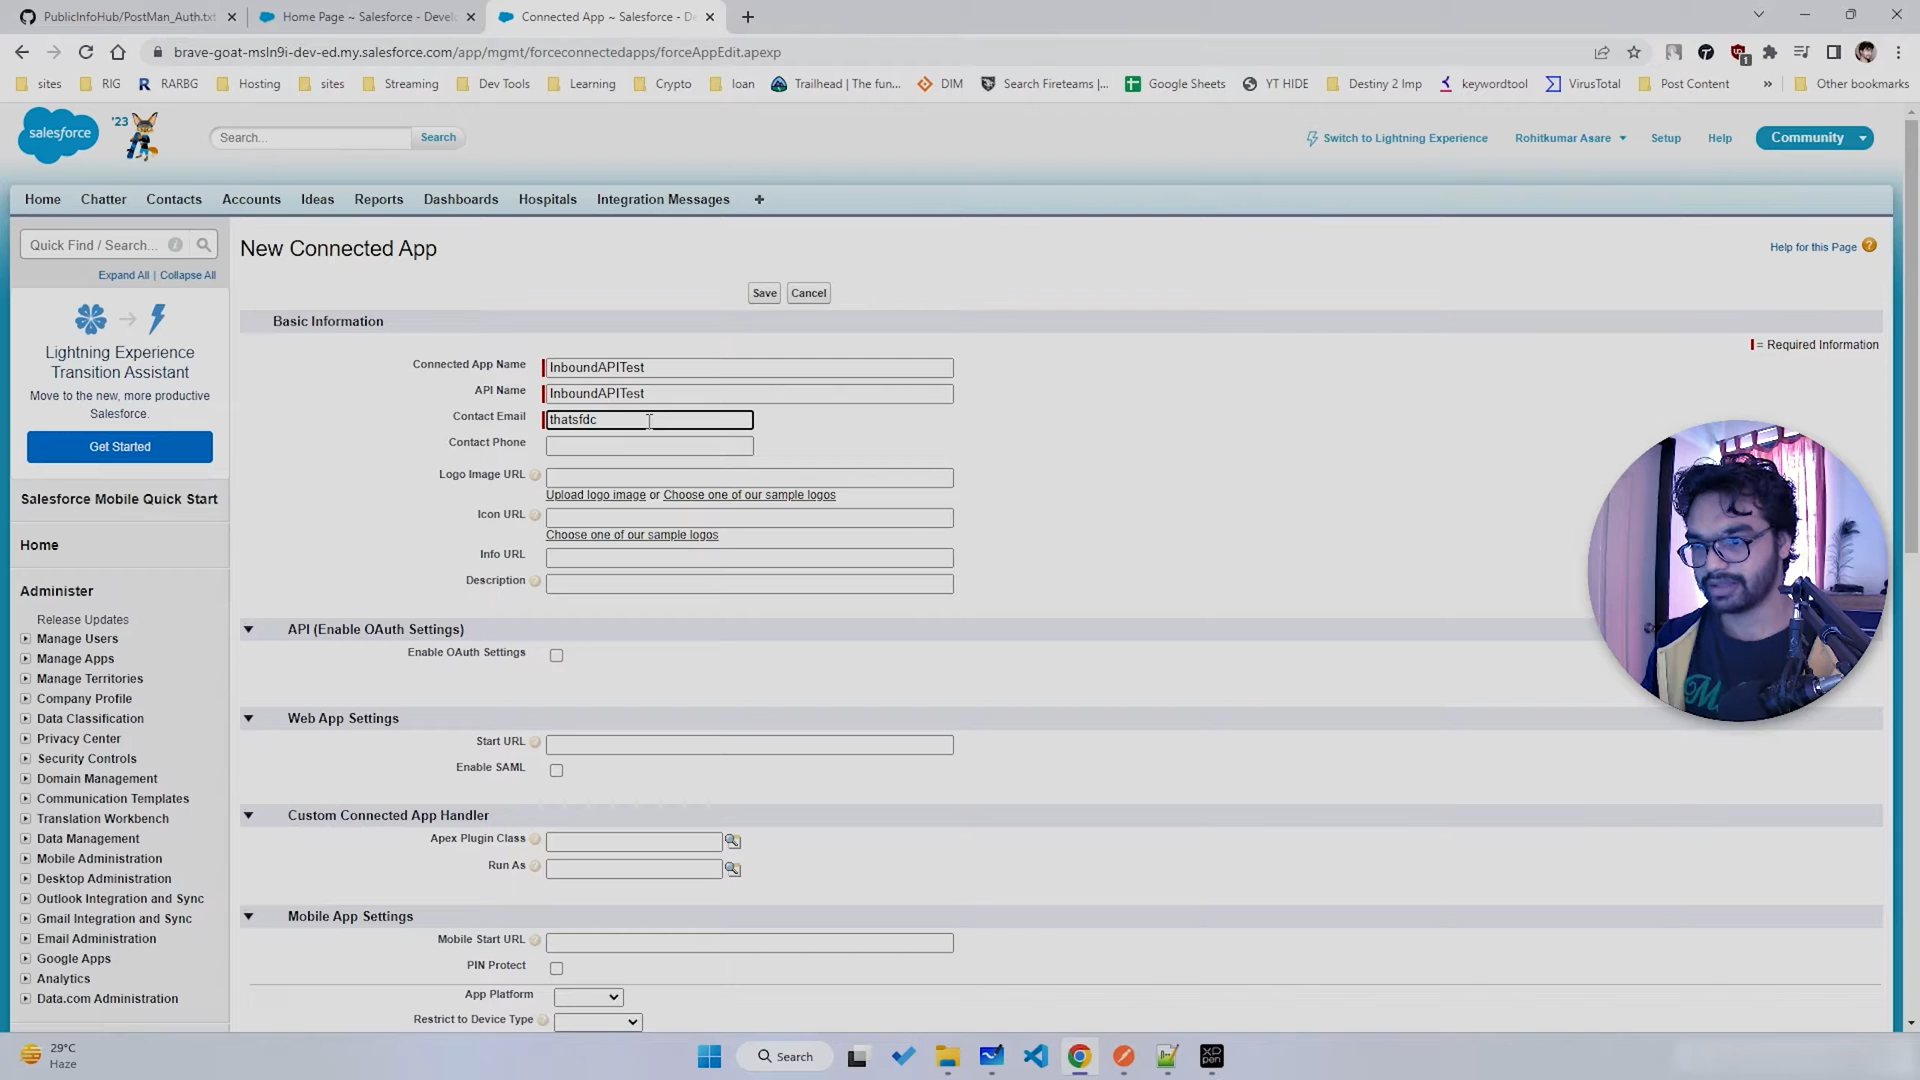 PublicInfoHub/PostMan_Auth.txt
Home Page ~ Salesforce - Develo
Connected App ~ Salesforce - De
brave-goat-msln9i-dev-ed.my.salesforce.com/app/mgmt/forceconnectedapps/forceAppEdit.apexp
sites
RIG
R RARBG
Hosting
sites
Streaming
Dev Tools
Learning
Crypto
loan
Trailhead | The fun...
DIM
Search Fireteams |...
Google Sheets
YT HIDE
Destiny 2 Imp
keywordtool
VirusTotal
Post Content
»
Other bookmarks
salesforce
'23
Search...
Search
Switch to Lightning Experience
Rohitkumar Asare
Setup
Help
Community
Home
Chatter
Contacts
Accounts
Ideas
Reports
Dashboards
Hospitals
Integration Messages
+
Quick Find / Search...
Expand All | Collapse All
Lightning Experience
Transition Assistant
Move to the new, more productive
Salesforce.
Get Started
Salesforce Mobile Quick Start
Home
Administer
Release Updates
Manage Users
Manage Apps
Manage Territories
Company Profile
Data Classification
Privacy Center
Security Controls
Domain Management
Communication Templates
Translation Workbench
Data Management
Mobile Administration
Desktop Administration
Outlook Integration and Sync
Gmail Integration and Sync
Email Administration
Google Apps
Analytics
Data.com Administration
New Connected App
Help for this Page
Save
Cancel
Basic Information
= Required Information
Connected App Name InboundAPITest
API Name InboundAPITest
Contact Email thatsfdc
Contact Phone
Logo Image URL
Upload logo image or Choose one of our sample logos
Icon URL
Choose one of our sample logos
Info URL
Description
API (Enable OAuth Settings)
Enable OAuth Settings
Web App Settings
Start URL
Enable SAML
Custom Connected App Handler
Apex Plugin Class
Run As
Mobile App Settings
Mobile Start URL
PIN Protect
App Platform
Restrict to Device Type
29°C
Haze
Search